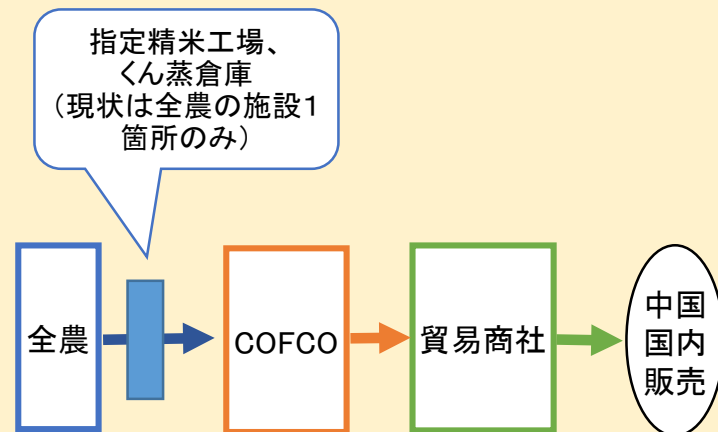 指定精米工場、
くん蒸倉庫
（現状は全農の施設１
箇所のみ）
全農
COFCO
貿易商社
中国
国内
販売